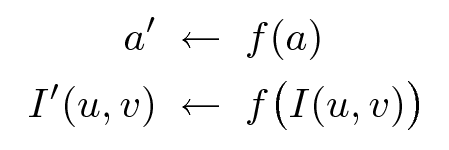 a′ ← f(a)
I′(u, v) ← f(I(u, v))